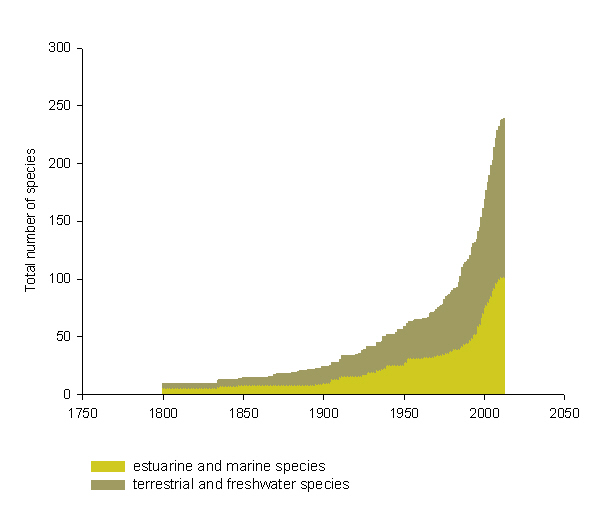 300
250
200
150
100
50
0
Total number of species
1750 1800 1850 1900 1950 2000 2050
estuarine and marine species
terrestrial and freshwater species